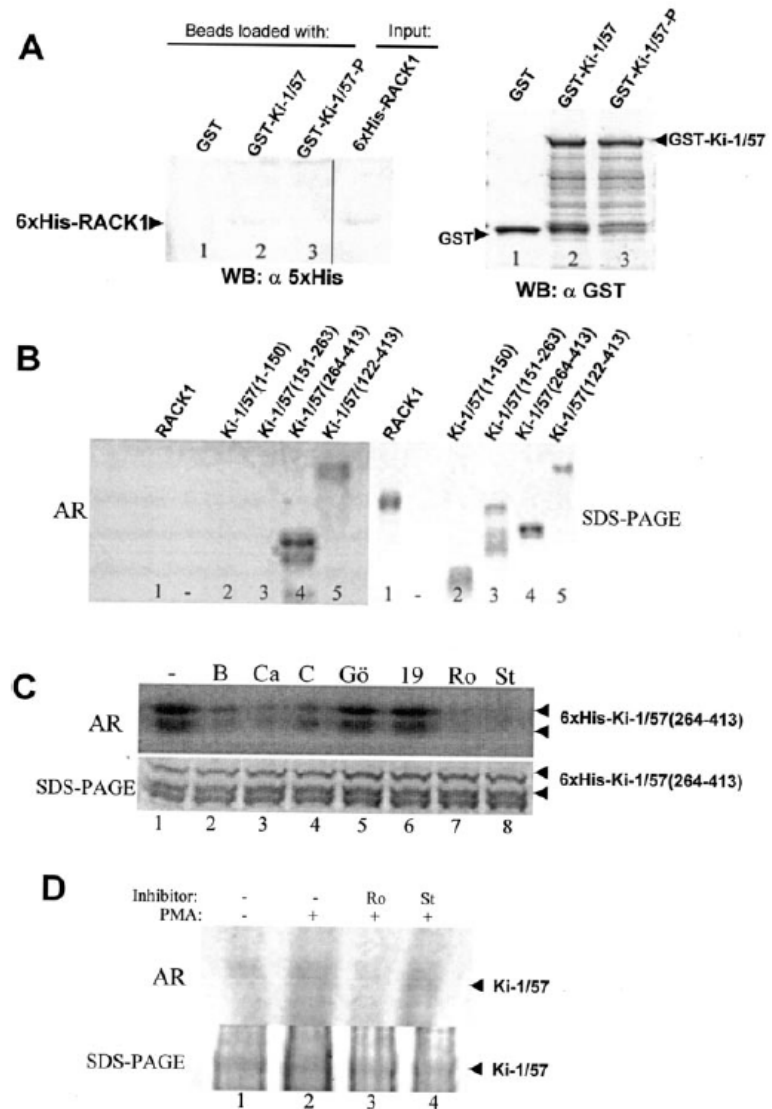 A
Beads loaded with: Input:
GST
GST-Ki-1/57
GST-Ki-1/57-P
6xHis-RACK1
6xHis-RACK1
1 2 3
WB: α 5xHis
GST
GST-Ki-1/57
GST-Ki-1/57-P
GST-Ki-1/57
GST
1 2 3
WB: α GST
B
RACK1
Ki-1/57(1-150)
Ki-1/57(151-263)
Ki-1/57(264-413)
Ki-1/57(122-413)
AR
1 - 2 3 4 5
RACK1
Ki-1/57(1-150)
Ki-1/57(151-263)
Ki-1/57(264-413)
Ki-1/57(122-413)
SDS-PAGE
1 - 2 3 4 5
C
- B Ca C Gö 19 Ro St
AR
6xHis-Ki-1/57(264-413)
SDS-PAGE
6xHis-Ki-1/57(264-413)
1 2 3 4 5 6 7 8
D
Inhibitor: - - Ro St
PMA: - + + +
AR
Ki-1/57
SDS-PAGE
Ki-1/57
1 2 3 4